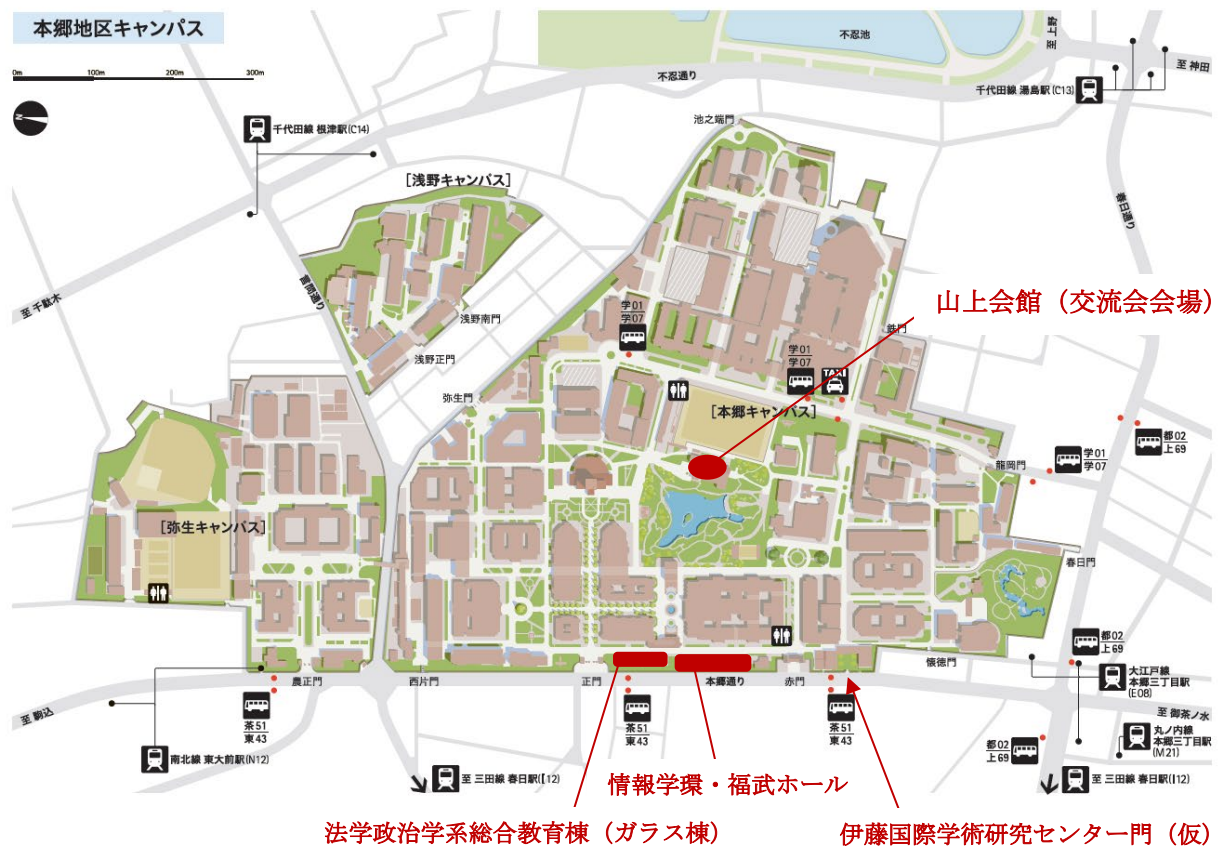 本郷地区キャンパス
0m 100m 200m 300m
N
不忍池
至 上野
至 神田
不忍通り
千代田線 湯島駅(C13)
千代田線 根津駅(C14)
池之端門
[浅野キャンパス]
春日通り
言問通り
至 千駄木
浅野南門
浅野正門
学01
学07
山上会館（交流会会場）
鉄門
学01
学07
TAXI
弥生門
[本郷キャンパス]
都02
上69
学01
学07
龍岡門
[弥生キャンパス]
春日門
都02
上69
懐徳門
大江戸線
本郷三丁目駅
(E08)
農正門
西片門
正門
本郷通り
赤門
至 駒込
茶51
東43
茶51
東43
茶51
東43
至 御茶ノ水
丸ノ内線
本郷三丁目駅
(M21)
都02
上69
南北線 東大前駅(N12)
至 三田線 春日駅(I12)
至 三田線 春日駅(I12)
情報学環・福武ホール
法学政治学系総合教育棟（ガラス棟）
伊藤国際学術研究センター門（仮）